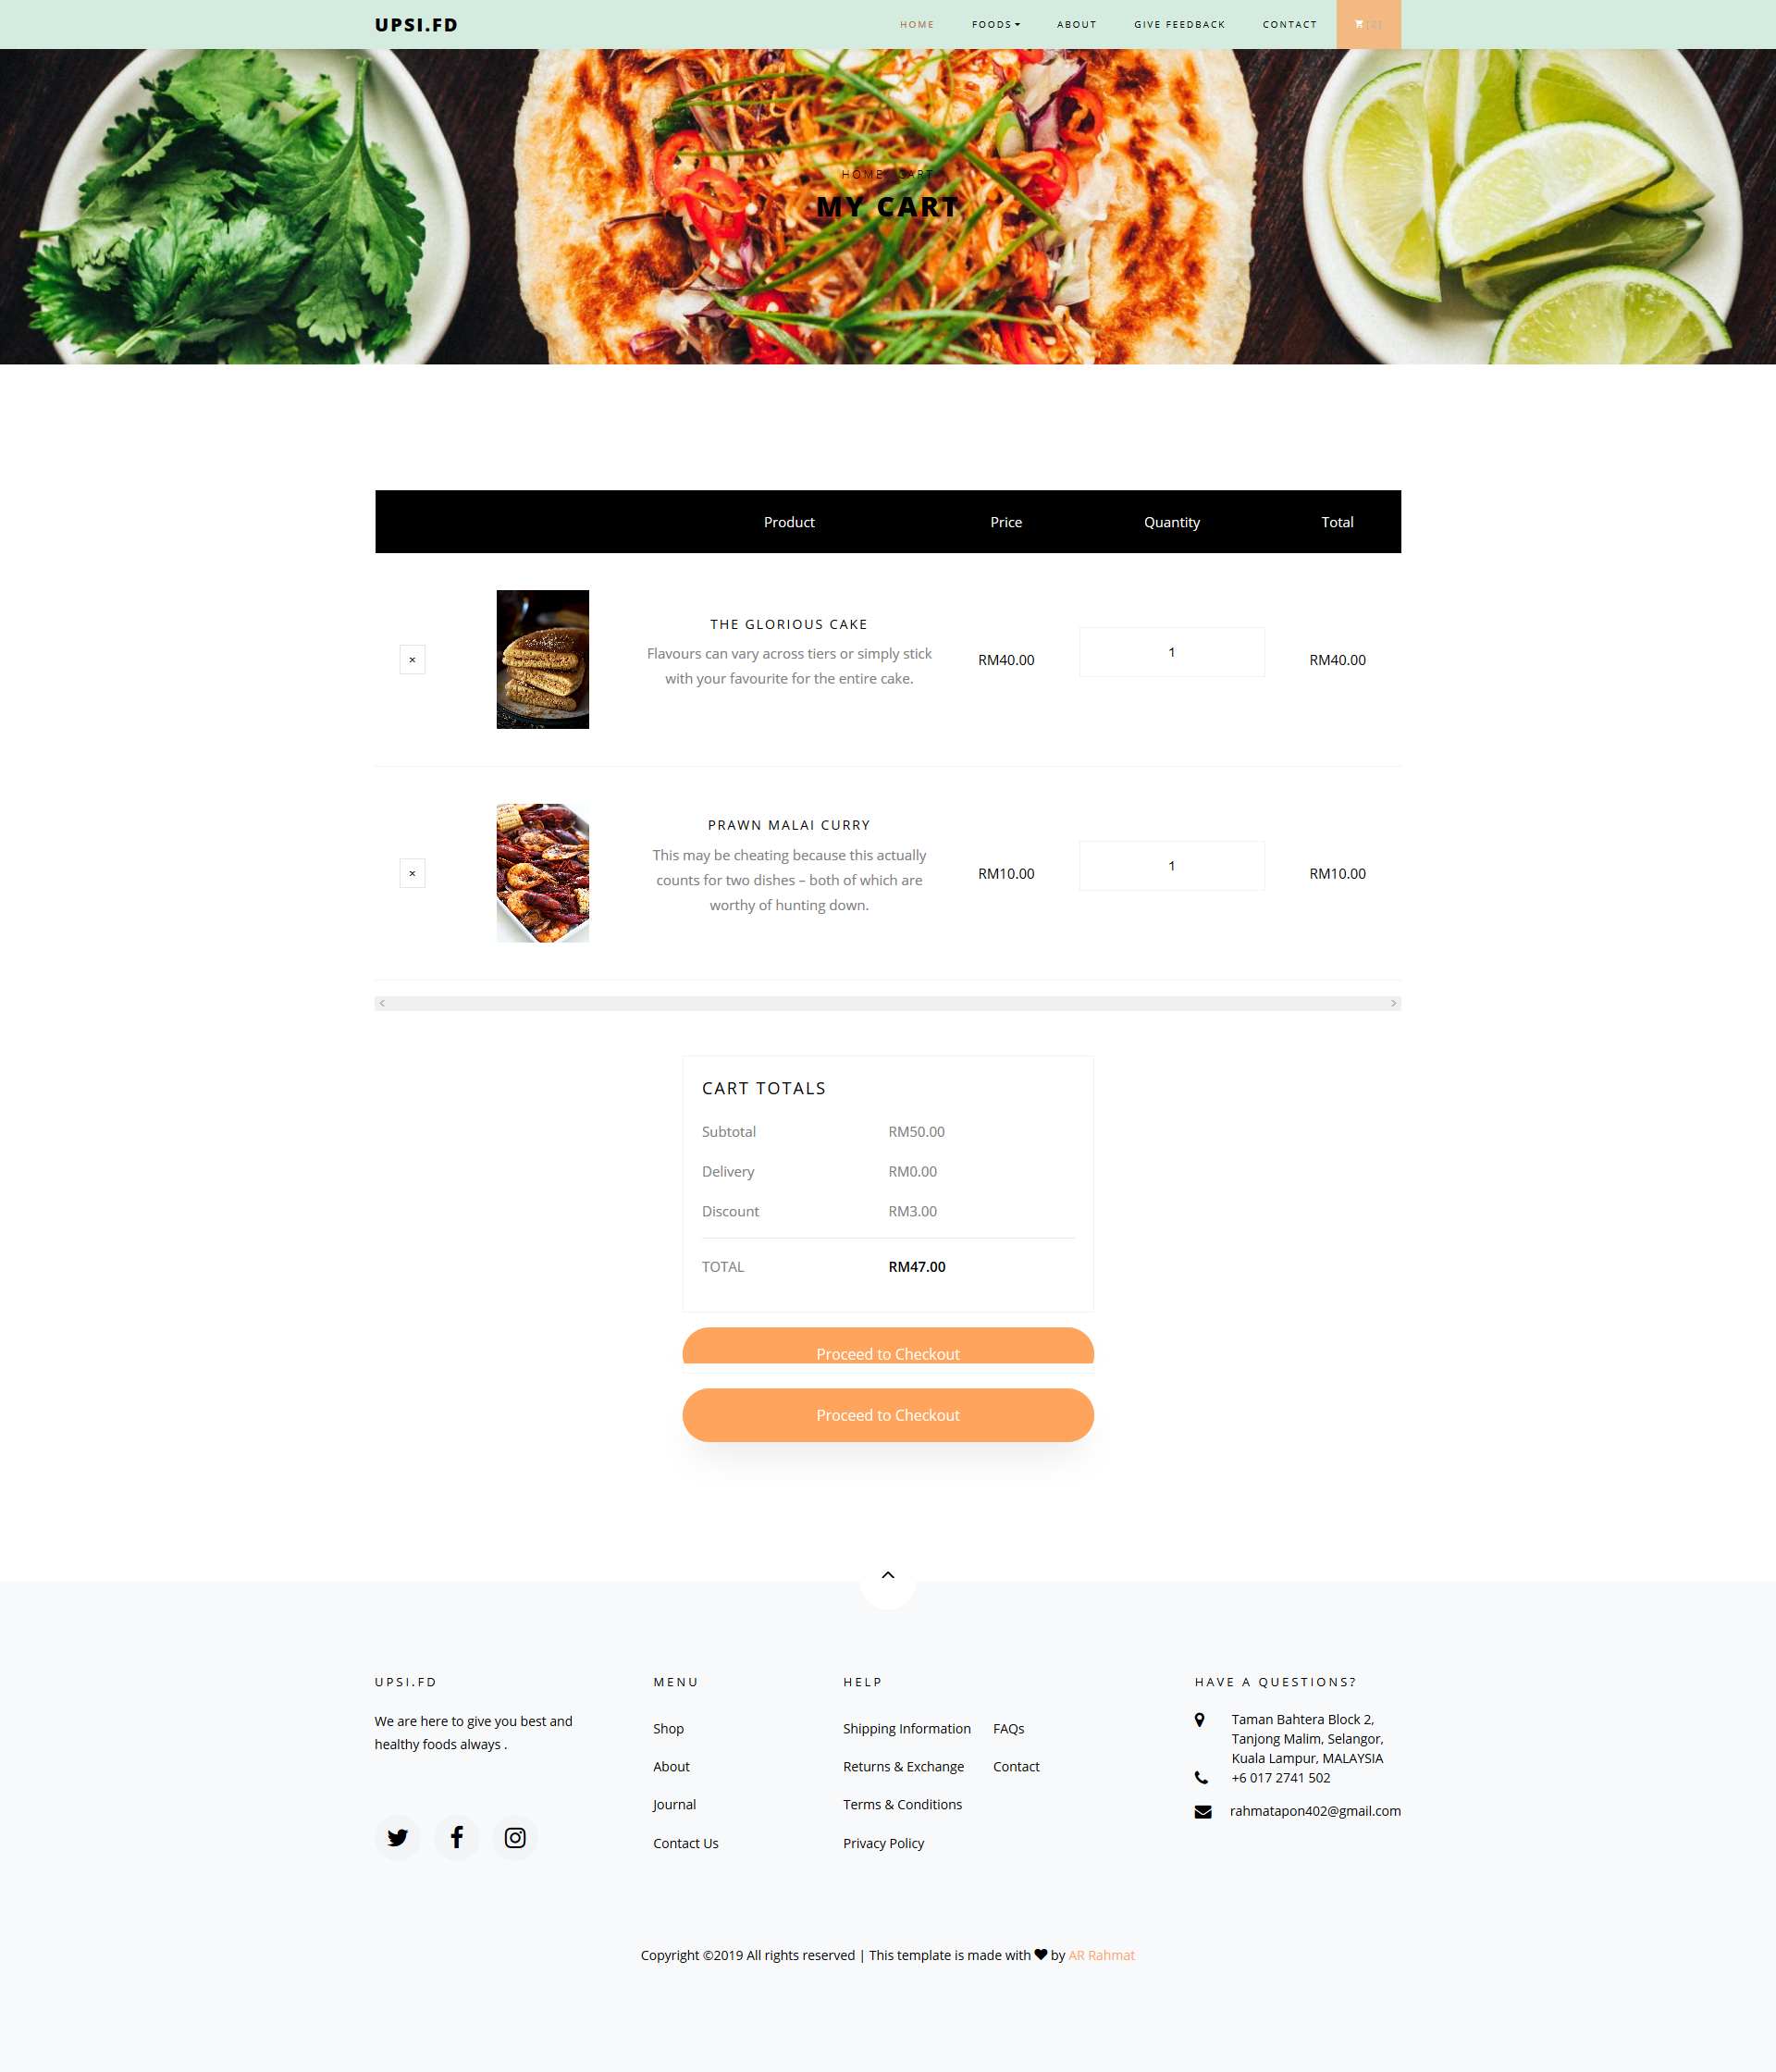 UPSI.FD
HOME
FOODS
ABOUT
GIVE FEEDBACK
CONTACT
[2]
HOME CART
MY CART
Product Price Quantity Total
×
THE GLORIOUS CAKE
Flavours can vary across tiers or simply stick
with your favourite for the entire cake.
RM40.00
1
RM40.00
×
PRAWN MALAI CURRY
This may be cheating because this actually
counts for two dishes – both of which are
worthy of hunting down.
RM10.00
1
RM10.00
CART TOTALS
Subtotal RM50.00
Delivery RM0.00
Discount RM3.00
TOTAL RM47.00
Proceed to Checkout
Proceed to Checkout
UPSI.FD
We are here to give you best and
healthy foods always .
MENU
Shop
About
Journal
Contact Us
HELP
Shipping Information
Returns & Exchange
Terms & Conditions
Privacy Policy
FAQs
Contact
HAVE A QUESTIONS?
Taman Bahtera Block 2,
Tanjong Malim, Selangor,
Kuala Lampur, MALAYSIA
+6 017 2741 502
rahmatapon402@gmail.com
Copyright ©2019 All rights reserved | This template is made with ♥ by AR Rahmat